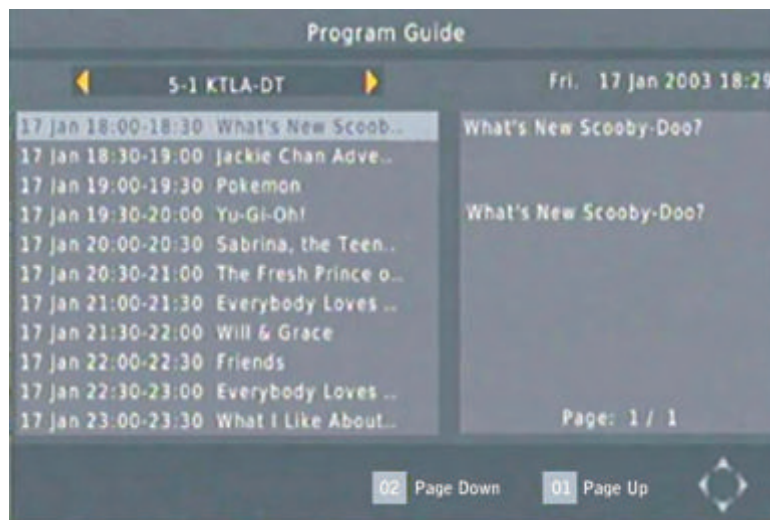 Program Guide
5-1 KTLA-DT
Fri. 17 Jan 2003 18:29
17 Jan 18:00-18:30 What's New Scoob..
17 Jan 18:30-19:00 Jackie Chan Adve..
17 Jan 19:00-19:30 Pokemon
17 Jan 19:30-20:00 Yu-Gi-Oh!
17 Jan 20:00-20:30 Sabrina, the Teen..
17 Jan 20:30-21:00 The Fresh Prince o..
17 Jan 21:00-21:30 Everybody Loves ..
17 Jan 21:30-22:00 Will & Grace
17 Jan 22:00-22:30 Friends
17 Jan 22:30-23:00 Everybody Loves ..
17 Jan 23:00-23:30 What I Like About..
What's New Scooby-Doo?
What's New Scooby-Doo?
Page: 1 / 1
02 Page Down 01 Page Up